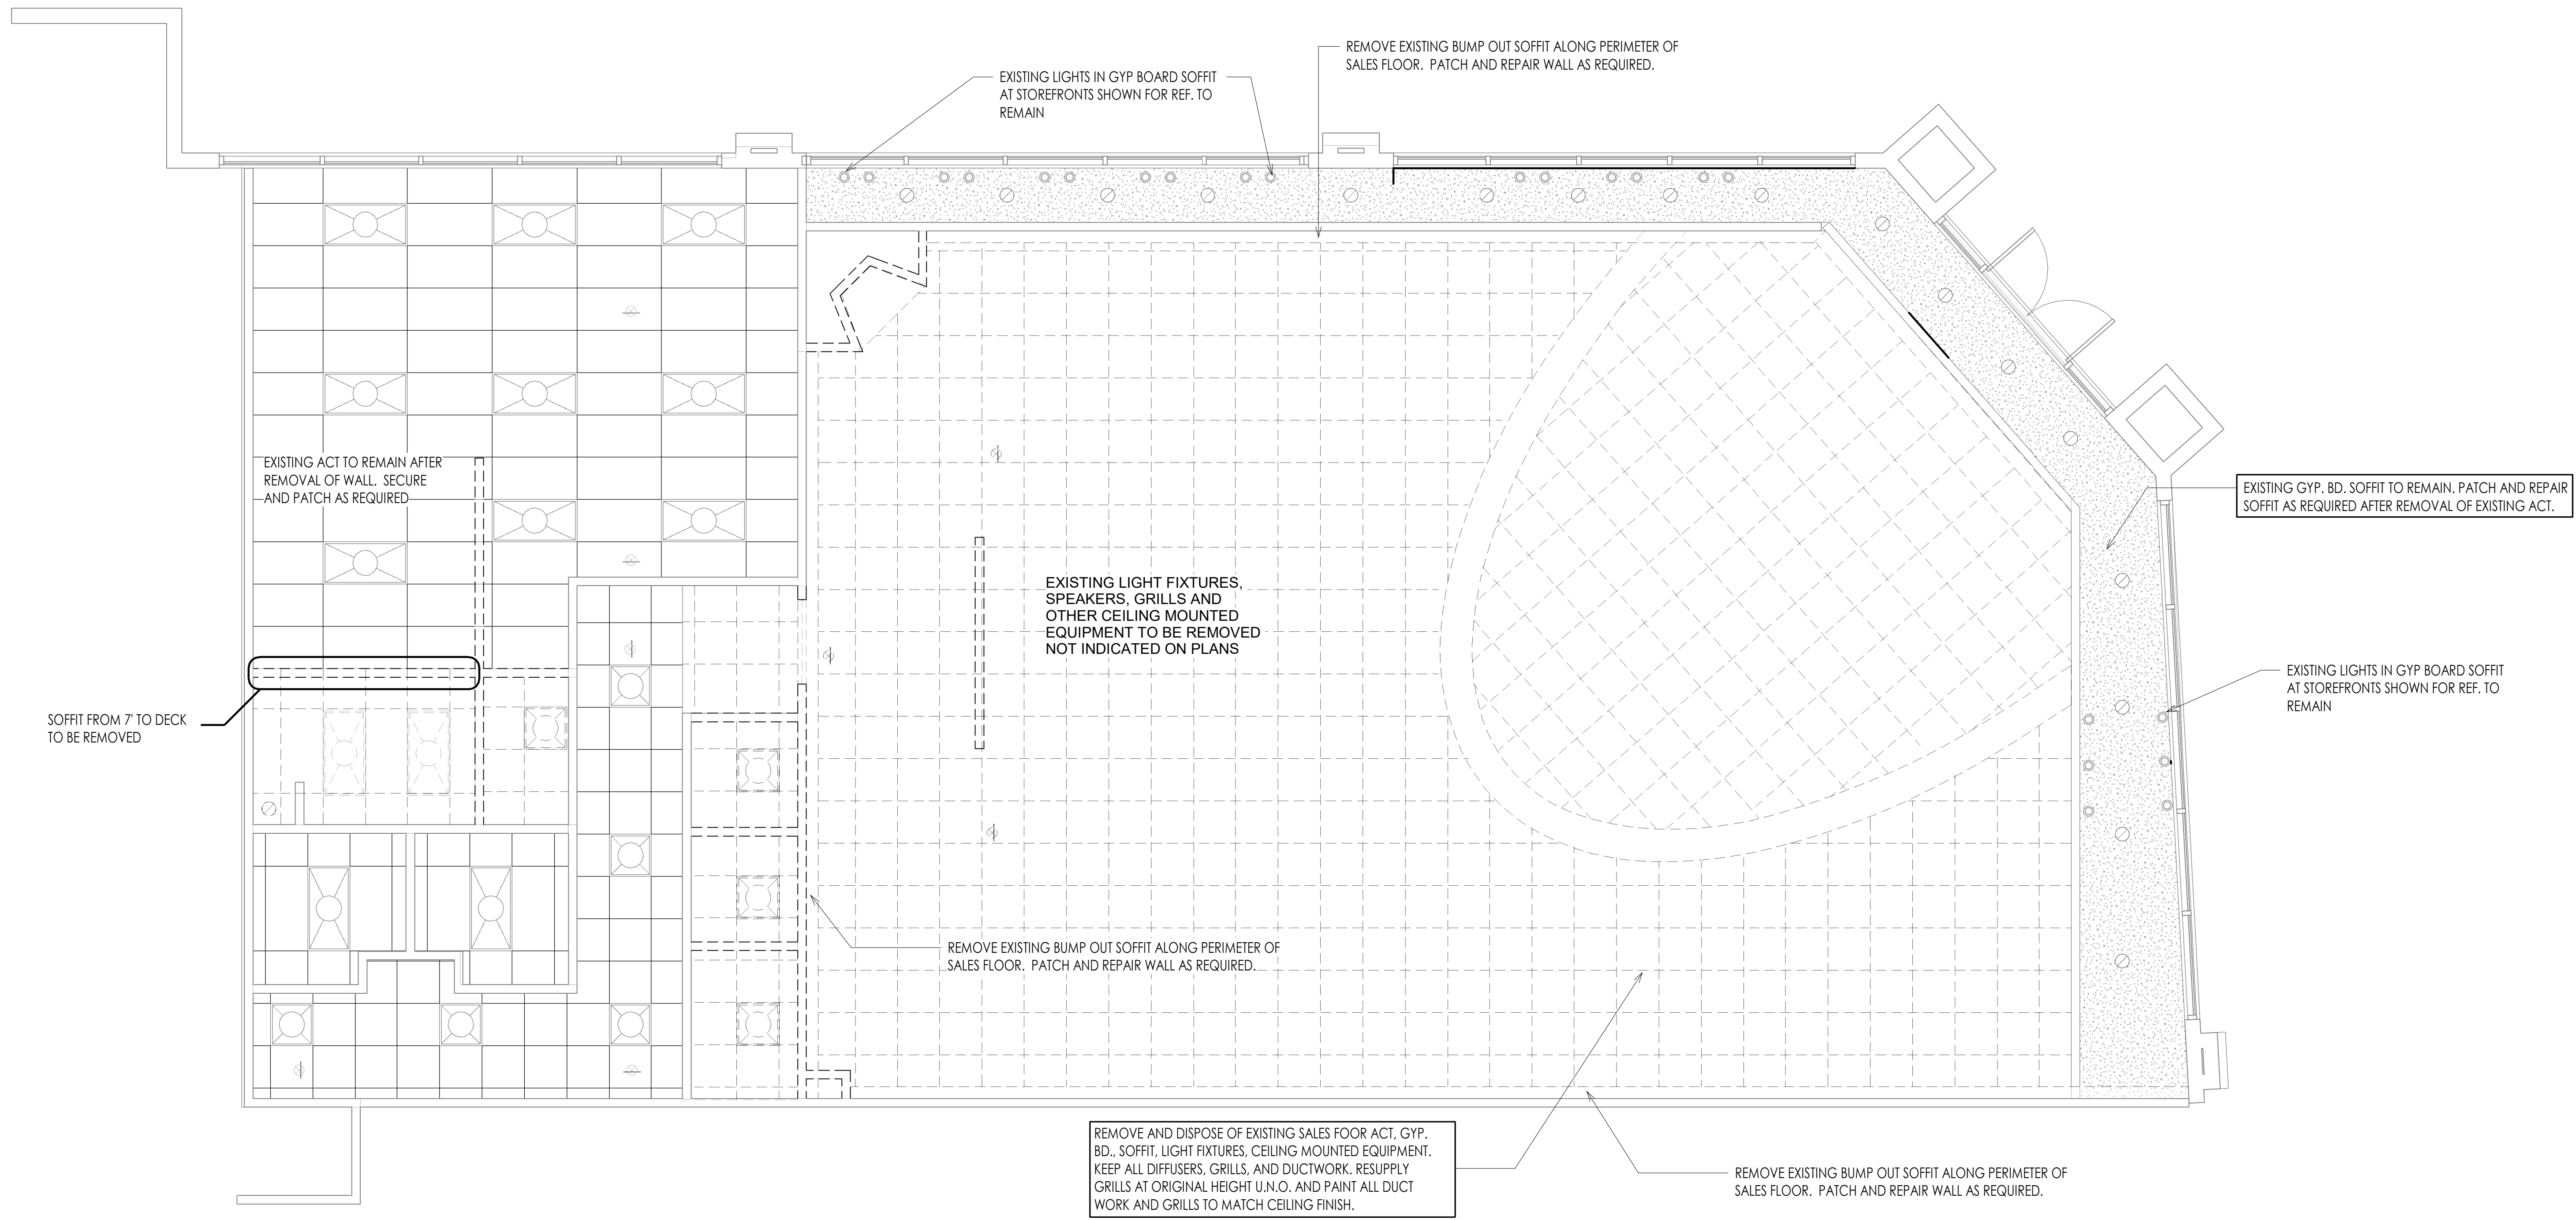 REMOVE EXISTING BUMP OUT SOFFIT ALONG PERIMETER OF
SALES FLOOR. PATCH AND REPAIR WALL AS REQUIRED.
EXISTING LIGHTS IN GYP BOARD SOFFIT
AT STOREFRONTS SHOWN FOR REF. TO
REMAIN
EXISTING ACT TO REMAIN AFTER
REMOVAL OF WALL. SECURE
AND PATCH AS REQUIRED
EXISTING GYP. BD. SOFFIT TO REMAIN. PATCH AND REPAIR
SOFFIT AS REQUIRED AFTER REMOVAL OF EXISTING ACT.
EXISTING LIGHT FIXTURES,
SPEAKERS, GRILLS AND
OTHER CEILING MOUNTED
EQUIPMENT TO BE REMOVED
NOT INDICATED ON PLANS
EXISTING LIGHTS IN GYP BOARD SOFFIT
AT STOREFRONTS SHOWN FOR REF. TO
REMAIN
SOFFIT FROM 7' TO DECK
TO BE REMOVED
REMOVE EXISTING BUMP OUT SOFFIT ALONG PERIMETER OF
SALES FLOOR. PATCH AND REPAIR WALL AS REQUIRED.
REMOVE AND DISPOSE OF EXISTING SALES FOOR ACT, GYP.
BD., SOFFIT, LIGHT FIXTURES, CEILING MOUNTED EQUIPMENT.
KEEP ALL DIFFUSERS, GRILLS, AND DUCTWORK. RESUPPLY
GRILLS AT ORIGINAL HEIGHT U.N.O. AND PAINT ALL DUCT
WORK AND GRILLS TO MATCH CEILING FINISH.
REMOVE EXISTING BUMP OUT SOFFIT ALONG PERIMETER OF
SALES FLOOR. PATCH AND REPAIR WALL AS REQUIRED.